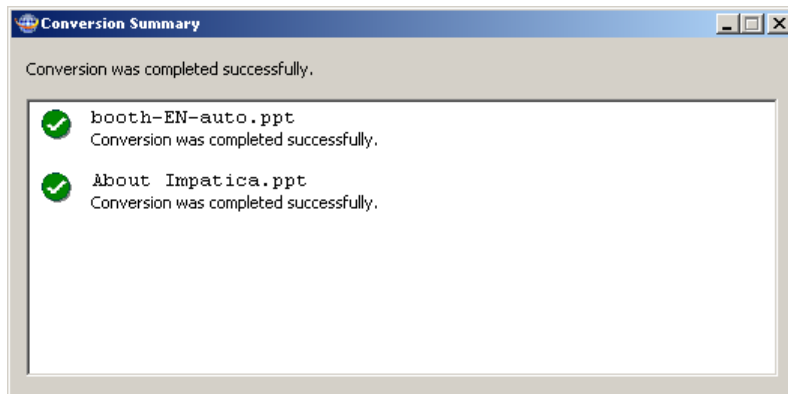 Conversion Summary
Conversion was completed successfully.
booth-EN-auto.ppt
Conversion was completed successfully.
About Impatica.ppt
Conversion was completed successfully.